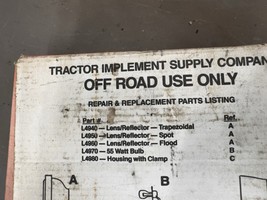 TRACTOR IMPLEMENT SUPPLY COMPAN
OFF ROAD USE ONLY
REPAIR & REPLACEMENT PARTS LISTING
Part # Ref.
L4940 — Lens/Reflector — Trapezoidal A
L4950 — Lens/Reflector — Spot A
L4960 — Lens/Reflector — Flood A
L4970 — 55 Watt Bulb B
L4980 — Housing with Clamp C
A B